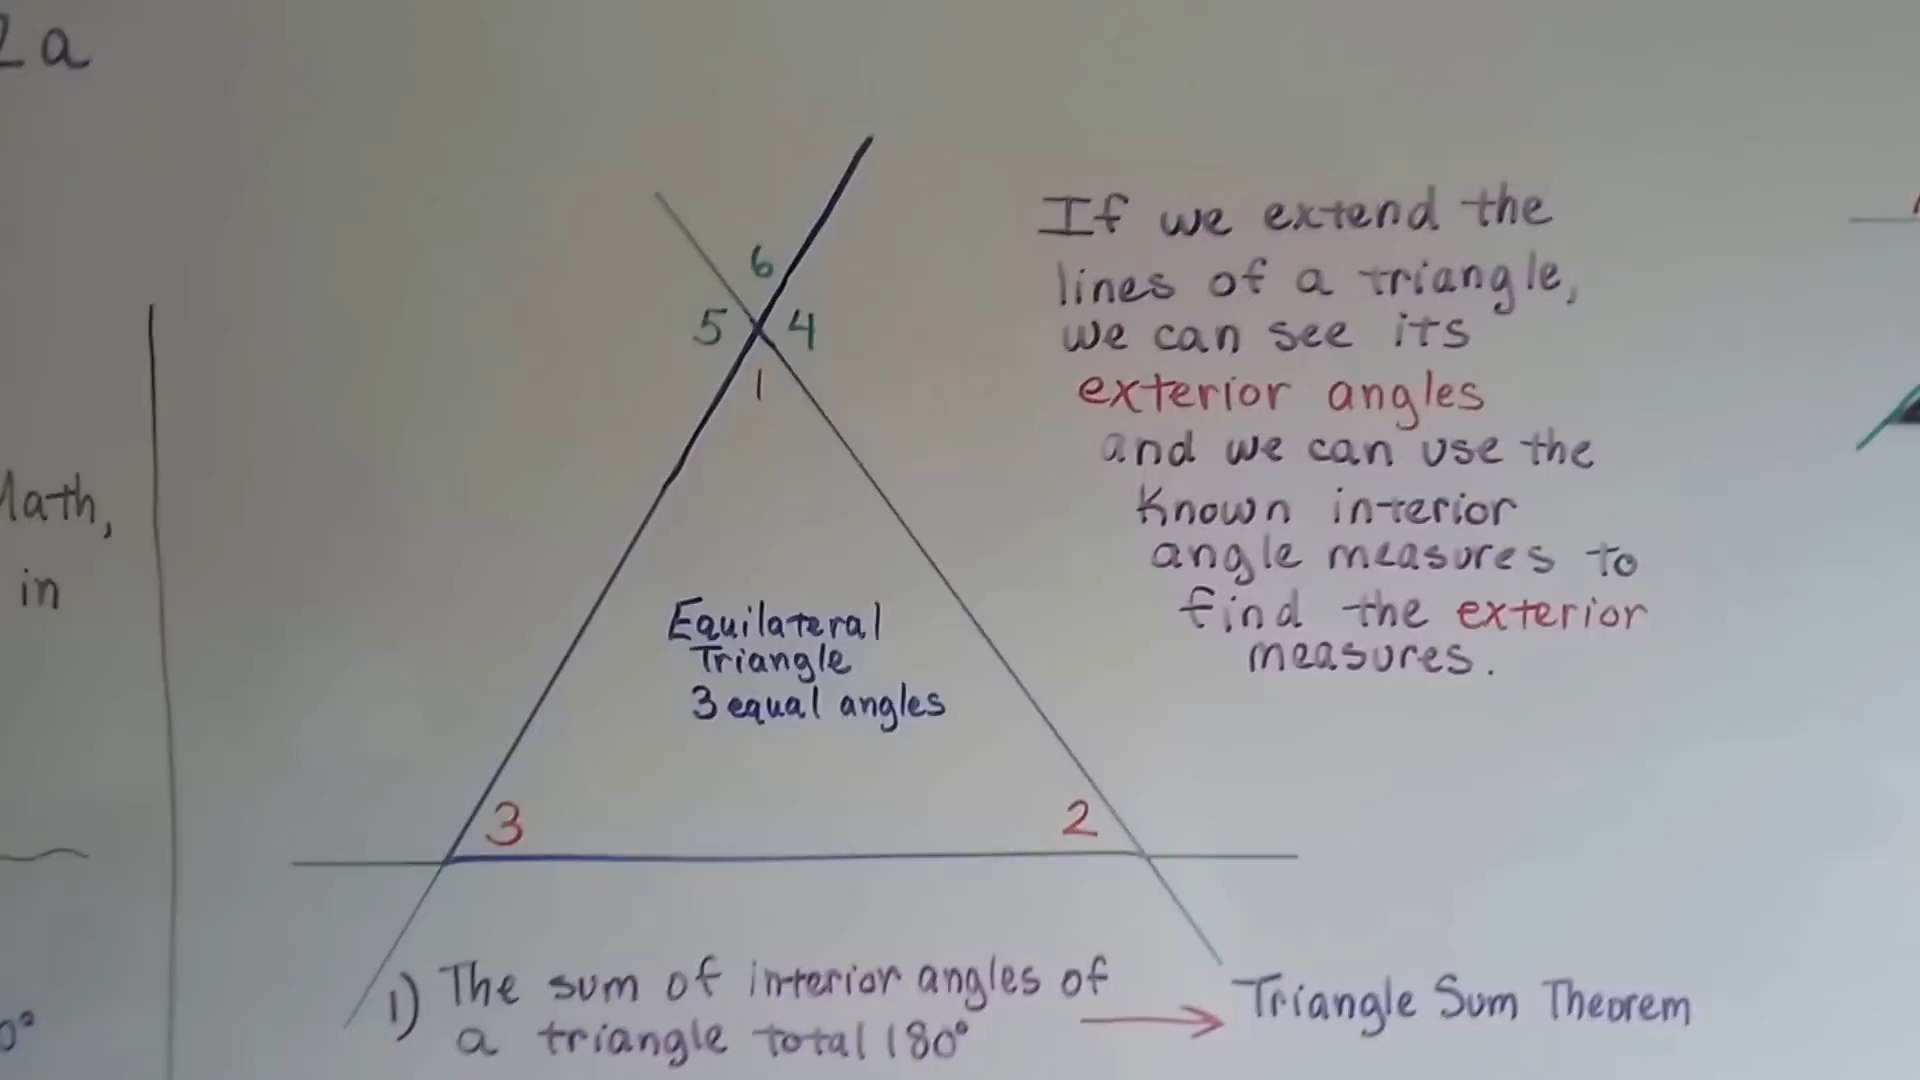 2a
Math,
in
0°
6
5 4
1
Equilateral
Triangle
3 equal angles
3 2
If we extend the
lines of a triangle,
we can see its
exterior angles
and we can use the
Known interior
angle measures to
find the exterior
measures.
1) The sum of interior angles of
a triangle total 180°
Triangle Sum Theorem